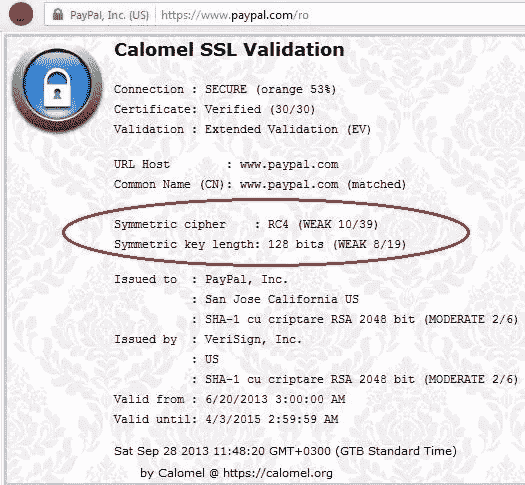 PayPal, Inc. (US) https://www.paypal.com/ro
Calomel SSL Validation
Connection : SECURE (orange 53%)
Certificate: Verified (30/30)
Validation : Extended Validation (EV)
URL Host : www.paypal.com
Common Name (CN): www.paypal.com (matched)
Symmetric cipher : RC4 (WEAK 10/39)
Symmetric key length: 128 bits (WEAK 8/19)
Issued to : PayPal, Inc.
: San Jose California US
: SHA-1 cu criptare RSA 2048 bit (MODERATE 2/6)
Issued by : VeriSign, Inc.
: US
: SHA-1 cu criptare RSA 2048 bit (MODERATE 2/6)
Valid from : 6/20/2013 3:00:00 AM
Valid until: 4/3/2015 2:59:59 AM
Sat Sep 28 2013 11:48:20 GMT+0300 (GTB Standard Time)
by Calomel @ https://calomel.org